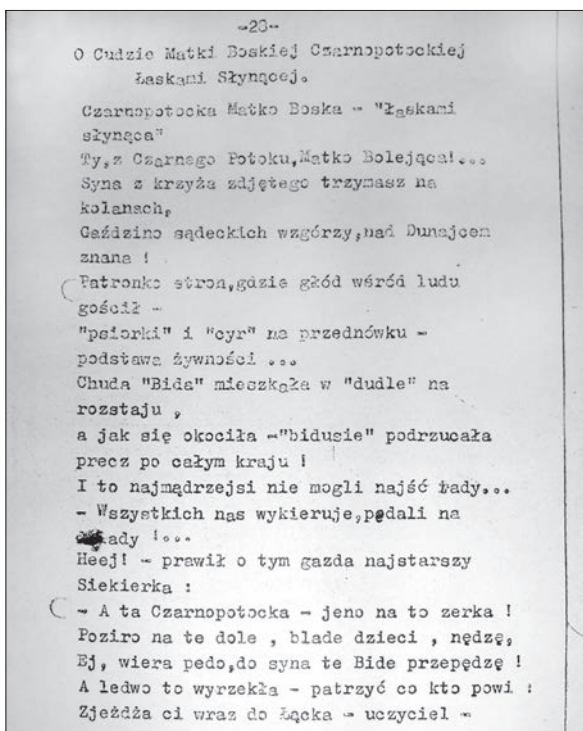 -23-
O Cudzie Matki Boskiej Czarnopotockiej
Łaskami Słynącej.
Czarnopotocka Matko Boska - "łaskami
słynąca"
Ty,z Czarnego Potoku,Matko Bolejąca!...
Syna z krzyża zdjętego trzymasz na
kolanach,
Gaździno sądeckich wzgórzy,nad Dunajcem
znana !
Patronko stron,gdzie głód wśród ludu
gościł -
"psiorki" i "cyr" na przednówku -
podstawa żywności ...
Chuda "Bida" mieszkała w "dudle" na
rozstaju ,
a jak się okociła -"bidusie" podrzucała
precz po całym kraju !
I to najmądrzejsi nie mogli najść rady...
- Wszystkich nas wykieruje,pedali na
!...
Heej! - prawił o tym gazda najstarszy
Siekierka :
- A ta Czarnopotocka - jeno na to zerka !
Poziro na te dole , blade dzieci , nędzę,
Ej, wiera pedo,do syna te Bide przepędzę !
A ledwo to wyrzekła - patrzyć co kto powi :
Zjeżdża ci wraz do Łącka - uczyciel -